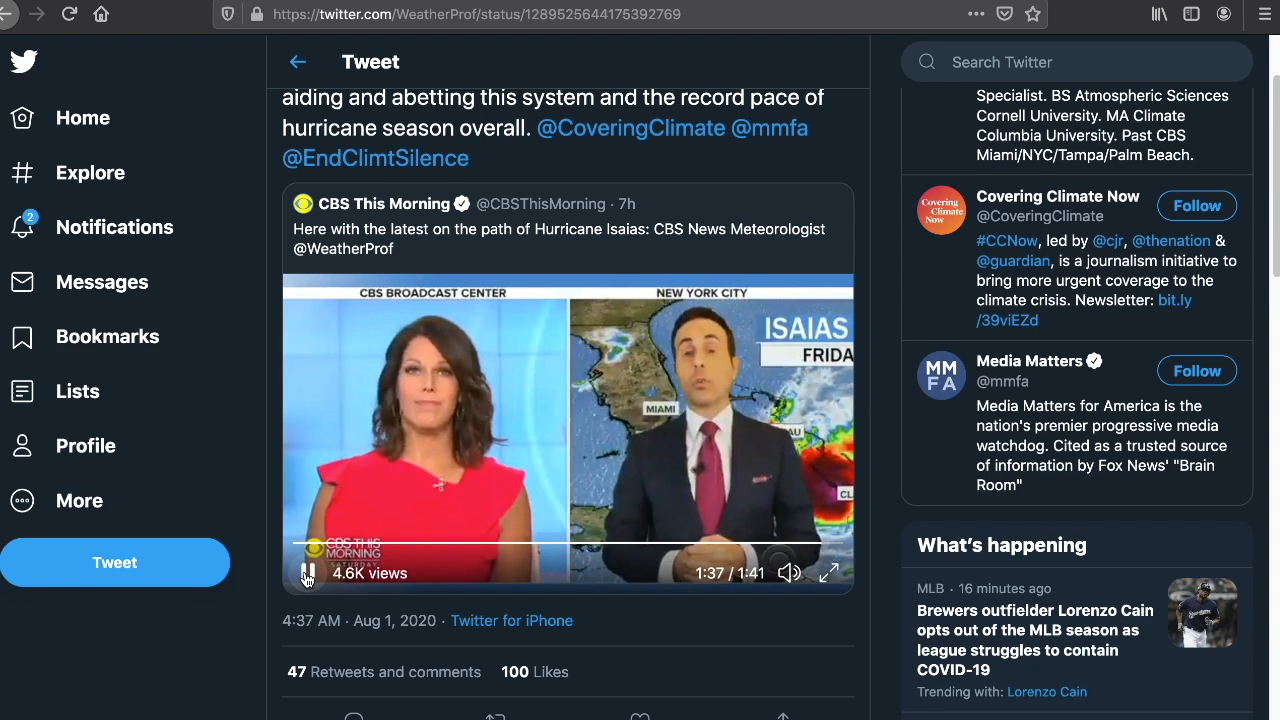 https://twitter.com/WeatherProf/status/1289525644175392769
Home
Explore
2
Notifications
Messages
Bookmarks
Lists
Profile
More
Tweet
Tweet
aiding and abetting this system and the record pace of
hurricane season overall. @CoveringClimate @mmfa
@EndClimtSilence
CBS This Morning @CBSThisMorning · 7h
Here with the latest on the path of Hurricane Isaias: CBS News Meteorologist
@WeatherProf
CBS BROADCAST CENTER
NEW YORK CITY
ISAIAS
FRIDA
MIAMI
AU
CL
CBS THIS
MORNING
SATURDAY
4.6K views
1:37 / 1:41
4:37 AM · Aug 1, 2020 · Twitter for iPhone
47 Retweets and comments 100 Likes
Search Twitter
Specialist. BS Atmospheric Sciences
Cornell University. MA Climate
Columbia University. Past CBS
Miami/NYC/Tampa/Palm Beach.
Covering
Climate
Now
Covering Climate Now
@CoveringClimate
Follow
#CCNow, led by @cjr, @thenation &
@guardian, is a journalism initiative to
bring more urgent coverage to the
climate crisis. Newsletter: bit.ly
/39viEZd
MM
FA
Media Matters
@mmfa
Follow
Media Matters for America is the
nation's premier progressive media
watchdog. Cited as a trusted source
of information by Fox News' "Brain
Room"
What's happening
MLB · 16 minutes ago
Brewers outfielder Lorenzo Cain
opts out of the MLB season as
league struggles to contain
COVID-19
Trending with: Lorenzo Cain